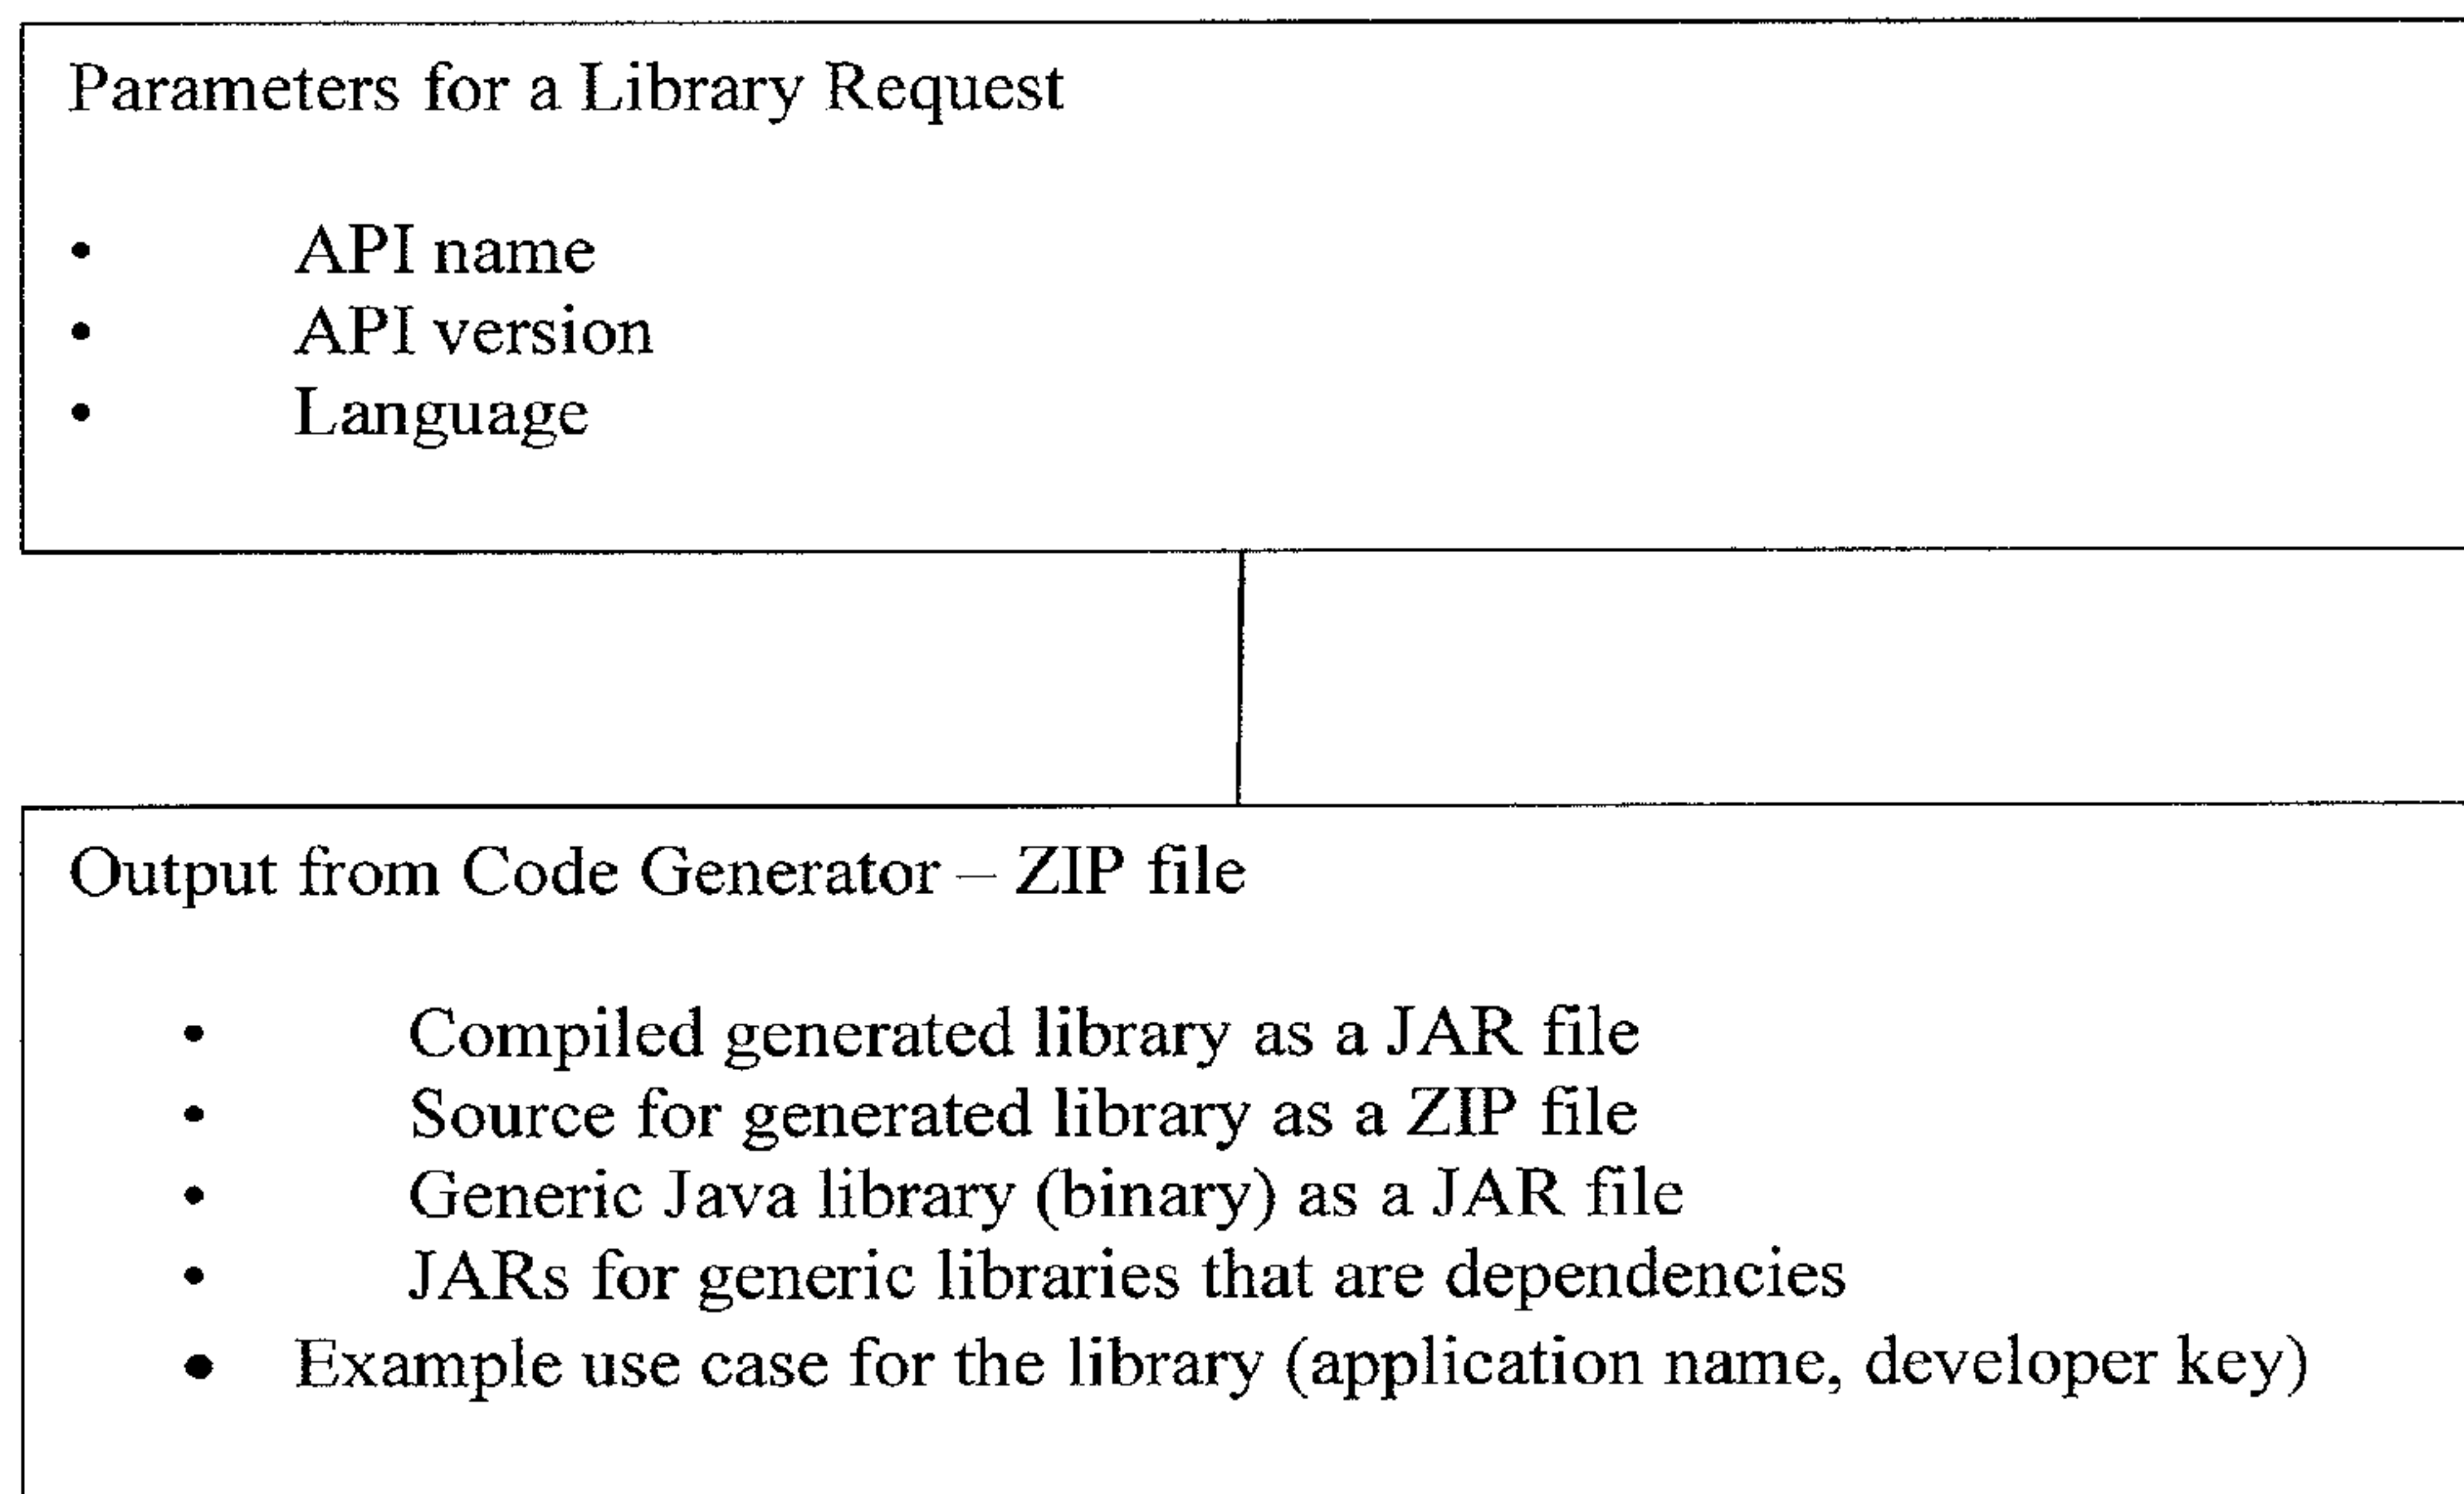 Parameters for a Library Request
• API name
• API version
• Language
Output from Code Generator – ZIP file
• Compiled generated library as a JAR file
• Source for generated library as a ZIP file
• Generic Java library (binary) as a JAR file
• JARs for generic libraries that are dependencies
• Example use case for the library (application name, developer key)